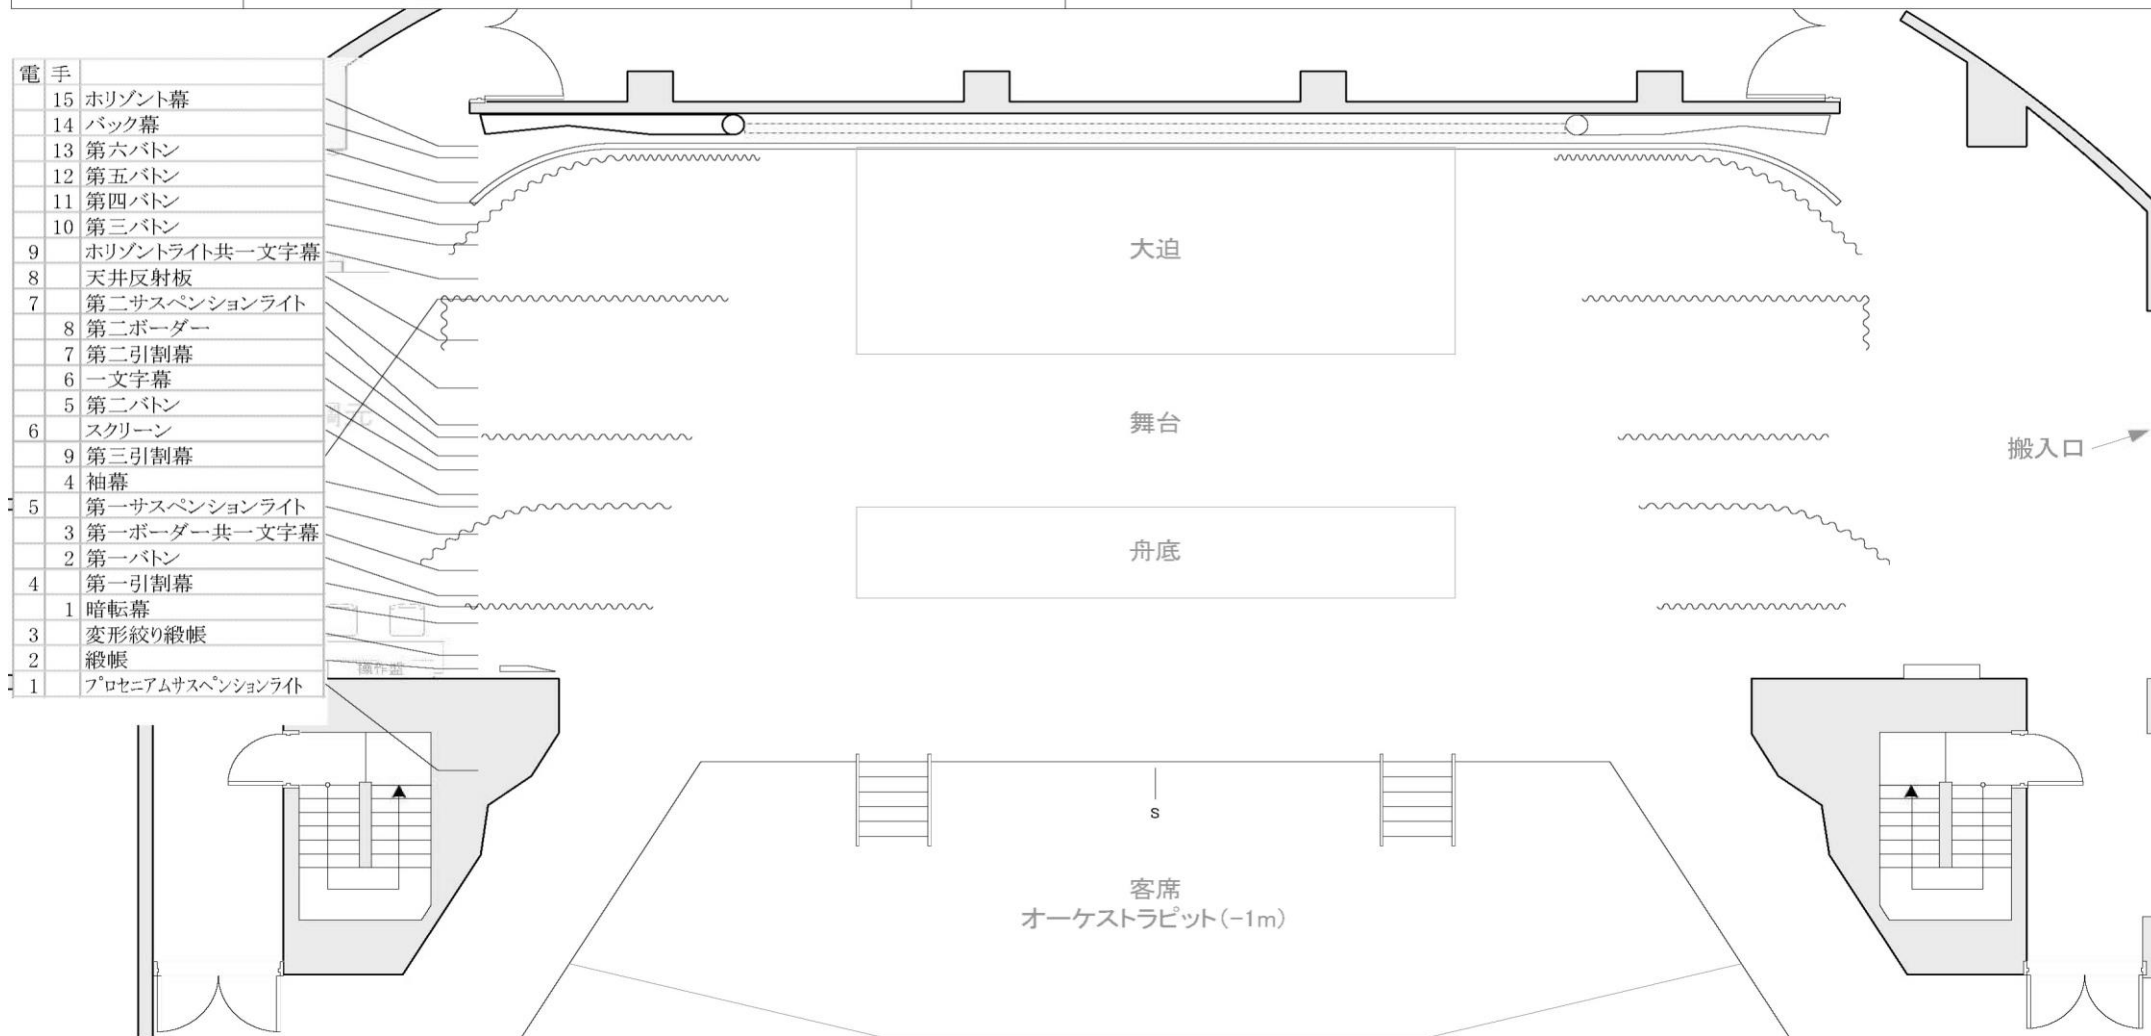 電 手
15 ホリゾント幕
14 バック幕
13 第六バトン
12 第五バトン
11 第四バトン
10 第三バトン
9 ホリゾントライト共一文字幕
8 天井反射板
7 第二サスペンションライト
8 第二ボーダー
7 第二引割幕
6 一文字幕
5 第二バトン
6 スクリーン
9 第三引割幕
4 袖幕
5 第一サスペンションライト
3 第一ボーダー共一文字幕
2 第一バトン
4 第一引割幕
1 暗転幕
3 変形絞り緞帳
2 緞帳
1 プロセニアムサスペンションライト
操作盤
大迫
舞台
搬入口
舟底
s
客席
オーケストラピット(-1m)